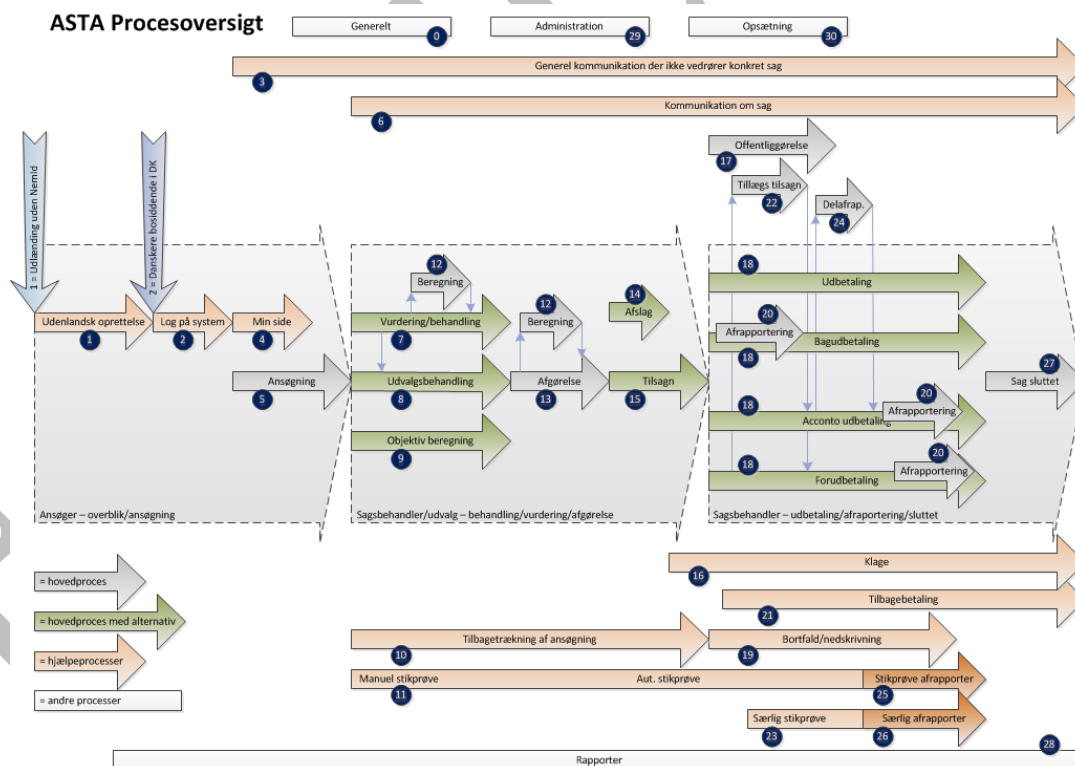 ASTA Procesoversigt
Generelt
0
Administration
29
Opsætning
30
Generel kommunikation der ikke vedrører konkret sag
3
Kommunikation om sag
6
Offentliggørelse
17
Tillægs tilsagn
22
Delafrap.
24
1 = Udlænding uden NemId
2 = Danskere bosiddende i DK
12
Beregning
12
Beregning
14
Afslag
18
Udbetaling
Udenlandsk oprettelse
1
Log på system
2
Min side
4
Vurdering/behandling
7
20
Afrapportering
18
Bagudbetaling
Ansøgning
5
Udvalgsbehandling
8
Afgørelse
13
Tilsagn
15
27
Sag sluttet
18
Acconto udbetaling
20
Afrapportering
Objektiv beregning
9
18
Forudbetaling
20
Afrapportering
Ansøger – overblik/ansøgning
Sagsbehandler/udvalg – behandling/vurdering/afgørelse
Sagsbehandler – udbetaling/afraportering/sluttet
= hovedproces
= hovedproces med alternativ
= hjælpeprocesser
= andre processer
Klage
16
Tilbagebetaling
21
Tilbagetrækning af ansøgning
10
Bortfald/nedskrivning
19
Manuel stikprøve
11
Aut. stikprøve
Stikprøve afrapporter
25
Særlig stikprøve
23
Særlig afrapporter
26
28
Rapporter